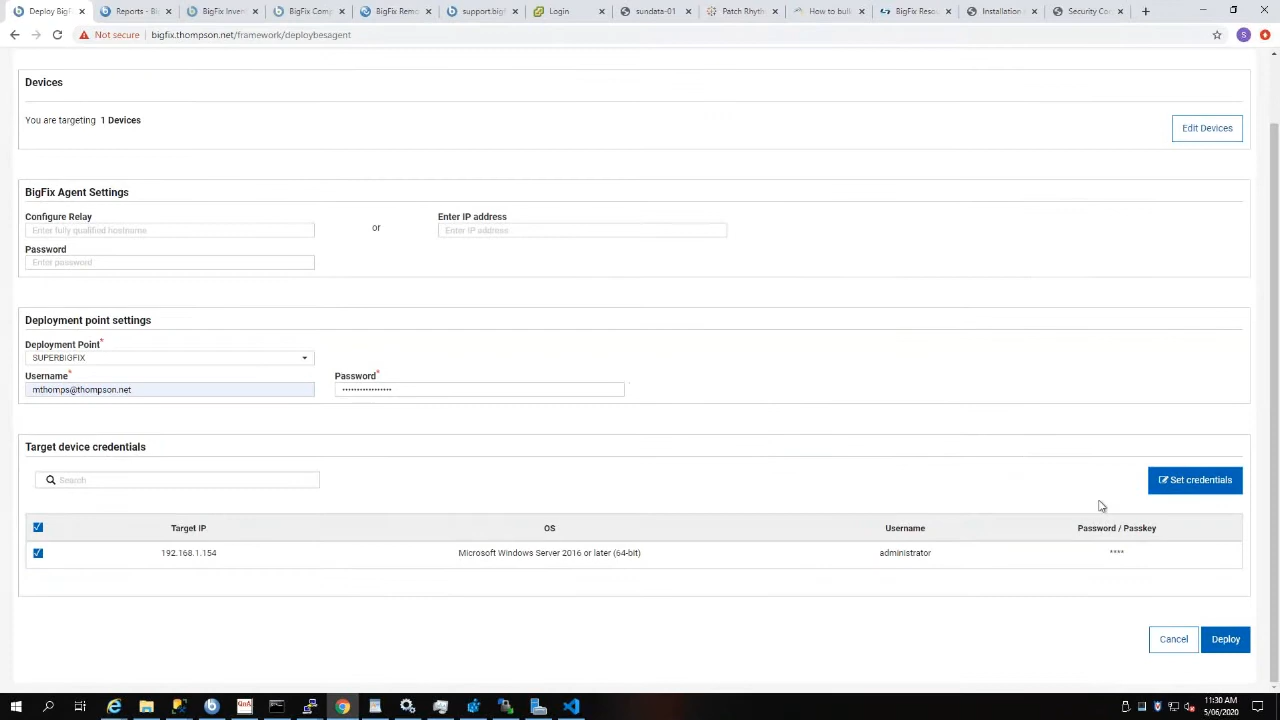 Deploy BigFi
Reports - Bi
BigFix Inver
BigFix Comp
BigFix Remo
support.bigf
Login
sundata-01
Patch Rhyth
How to build
BigFix Reso
Installation
Security Co
Not secure
bigfix.thompson.net/framework/deploybesagent
S
Devices
You are targeting 1 Devices
Edit Devices
BigFix Agent Settings
Configure Relay
Enter IP address
Enter fully qualified hostname
or
Enter IP address
Password
Enter password
Deployment point settings
Deployment Point*
SUPERBIGFIX
Username*
Password*
mthomps@thompson.net
•••••••••••••••••
Target device credentials
Search
Set credentials
Target IP
OS
Username
Password / Passkey
192.168.1.154
Microsoft Windows Server 2016 or later (64-bit)
administrator
****
Cancel
Deploy
11:30 AM
5/06/2020